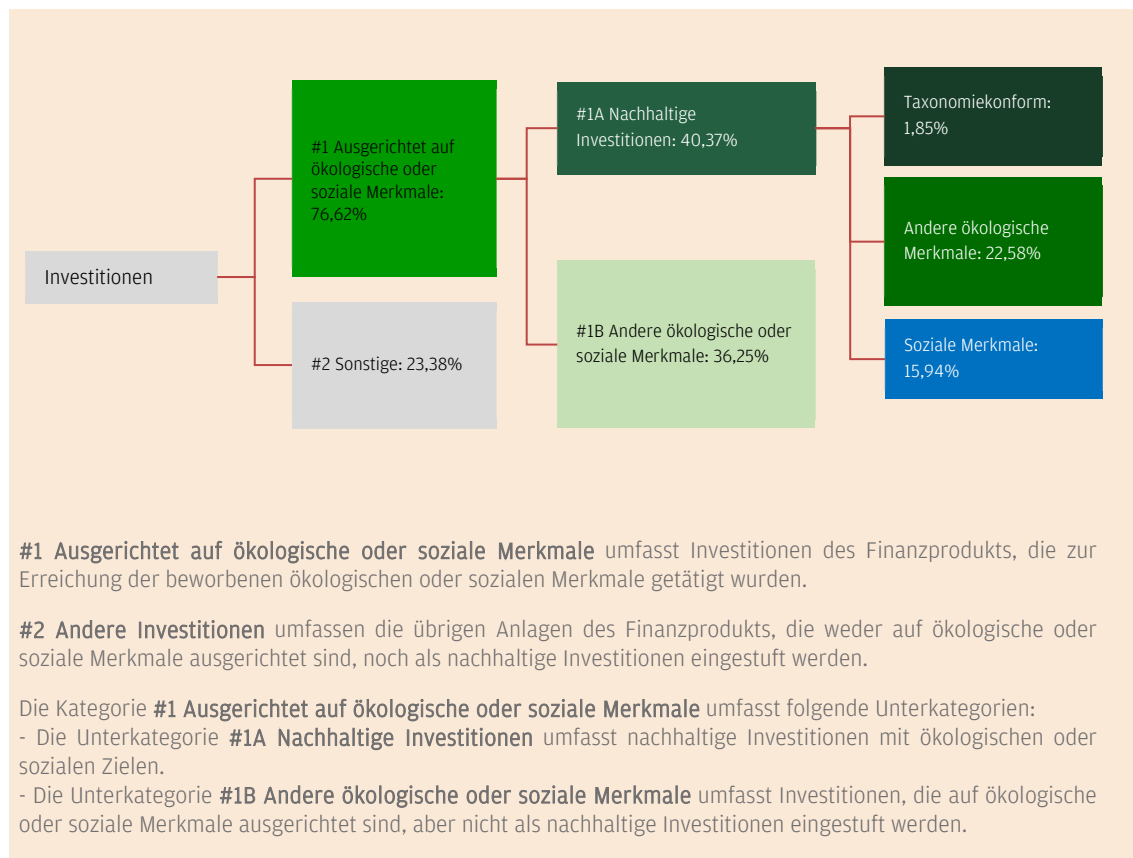 Investitionen
#1 Ausgerichtet auf
ökologische oder
soziale Merkmale:
76,62%
#2 Sonstige: 23,38%
#1A Nachhaltige
Investitionen: 40,37%
#1B Andere ökologische oder
soziale Merkmale: 36,25%
Taxonomiekonform:
1,85%
Andere ökologische
Merkmale: 22,58%
Soziale Merkmale:
15,94%
#1 Ausgerichtet auf ökologische oder soziale Merkmale umfasst Investitionen des Finanzprodukts, die zur
Erreichung der beworbenen ökologischen oder sozialen Merkmale getätigt wurden.
#2 Andere Investitionen umfassen die übrigen Anlagen des Finanzprodukts, die weder auf ökologische oder
soziale Merkmale ausgerichtet sind, noch als nachhaltige Investitionen eingestuft werden.
Die Kategorie #1 Ausgerichtet auf ökologische oder soziale Merkmale umfasst folgende Unterkategorien:
- Die Unterkategorie #1A Nachhaltige Investitionen umfasst nachhaltige Investitionen mit ökologischen oder
sozialen Zielen.
- Die Unterkategorie #1B Andere ökologische oder soziale Merkmale umfasst Investitionen, die auf ökologische
oder soziale Merkmale ausgerichtet sind, aber nicht als nachhaltige Investitionen eingestuft werden.